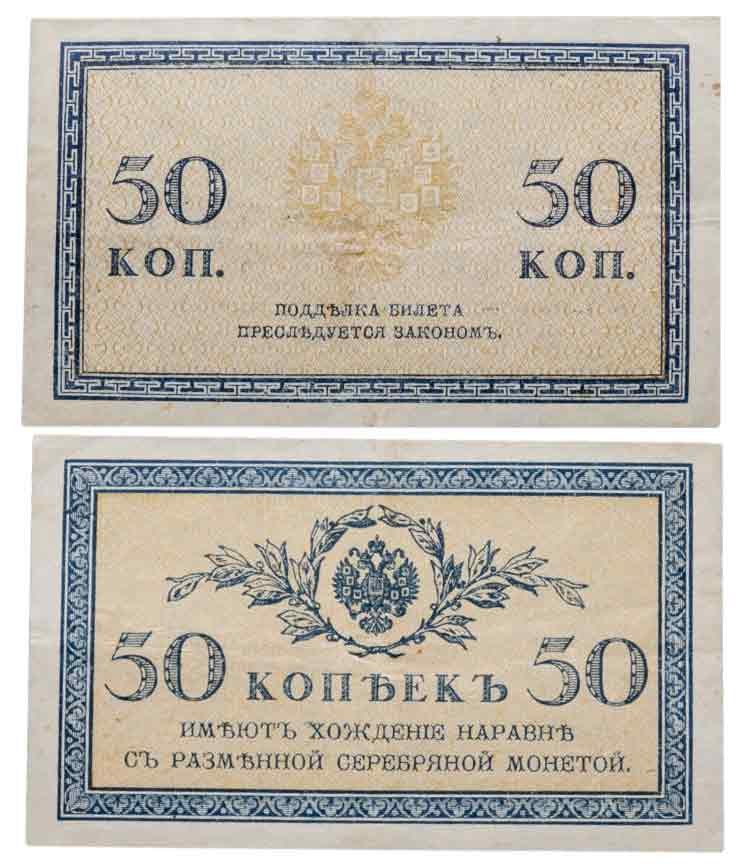 50 50
КОП. КОП.
ПОДДѢЛКА БИЛЕТА
ПРЕСЛѢДУЕТСЯ ЗАКОНОМЪ.
50 КОПѢЕКЪ 50
ИМѢЮТЪ ХОЖДЕНІЕ НАРАВНѢ
СЪ РАЗМѢННОЙ СЕРЕБРЯНОЙ МОНЕТОЙ.